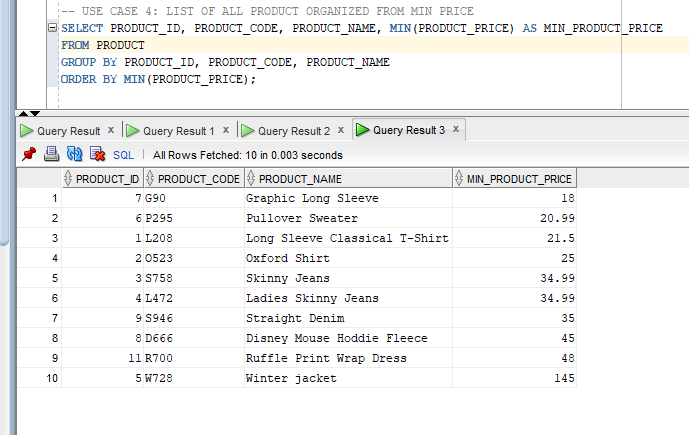 -- USE CASE 4: LIST OF ALL PRODUCT ORGANIZED FROM MIN PRICE
SELECT PRODUCT_ID, PRODUCT_CODE, PRODUCT_NAME, MIN(PRODUCT_PRICE) AS MIN_PRODUCT_PRICE
FROM PRODUCT
GROUP BY PRODUCT_ID, PRODUCT_CODE, PRODUCT_NAME
ORDER BY MIN(PRODUCT_PRICE);
Query Result x Query Result 1 x Query Result 2 x Query Result 3 x
SQL | All Rows Fetched: 10 in 0.003 seconds
PRODUCT_ID PRODUCT_CODE PRODUCT_NAME MIN_PRODUCT_PRICE
1 7 G90 Graphic Long Sleeve 18
2 6 P295 Pullover Sweater 20.99
3 1 L208 Long Sleeve Classical T-Shirt 21.5
4 2 O523 Oxford Shirt 25
5 3 S758 Skinny Jeans 34.99
6 4 L472 Ladies Skinny Jeans 34.99
7 9 S946 Straight Denim 35
8 8 D666 Disney Mouse Hoddie Fleece 45
9 11 R700 Ruffle Print Wrap Dress 48
10 5 W728 Winter jacket 145